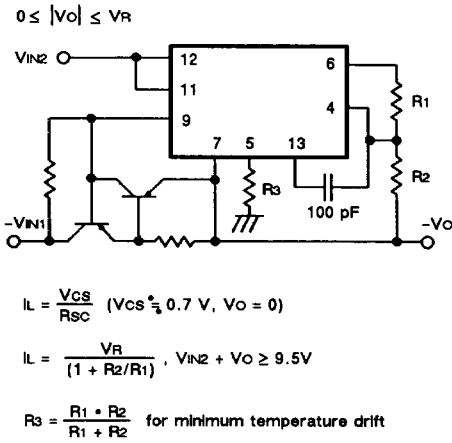 0 ≤ |VO| ≤ VR
VIN2
12
6
11
4
R1
9
7
5
13
R2
R3
100 pF
-VIN1
-VO
IL = VCS / RSC (VCS ≒ 0.7 V, VO = 0)
IL = VR / (1 + R2/R1) , VIN2 + VO ≥ 9.5V
R3 = R1 • R2 / R1 + R2 for minimum temperature drift